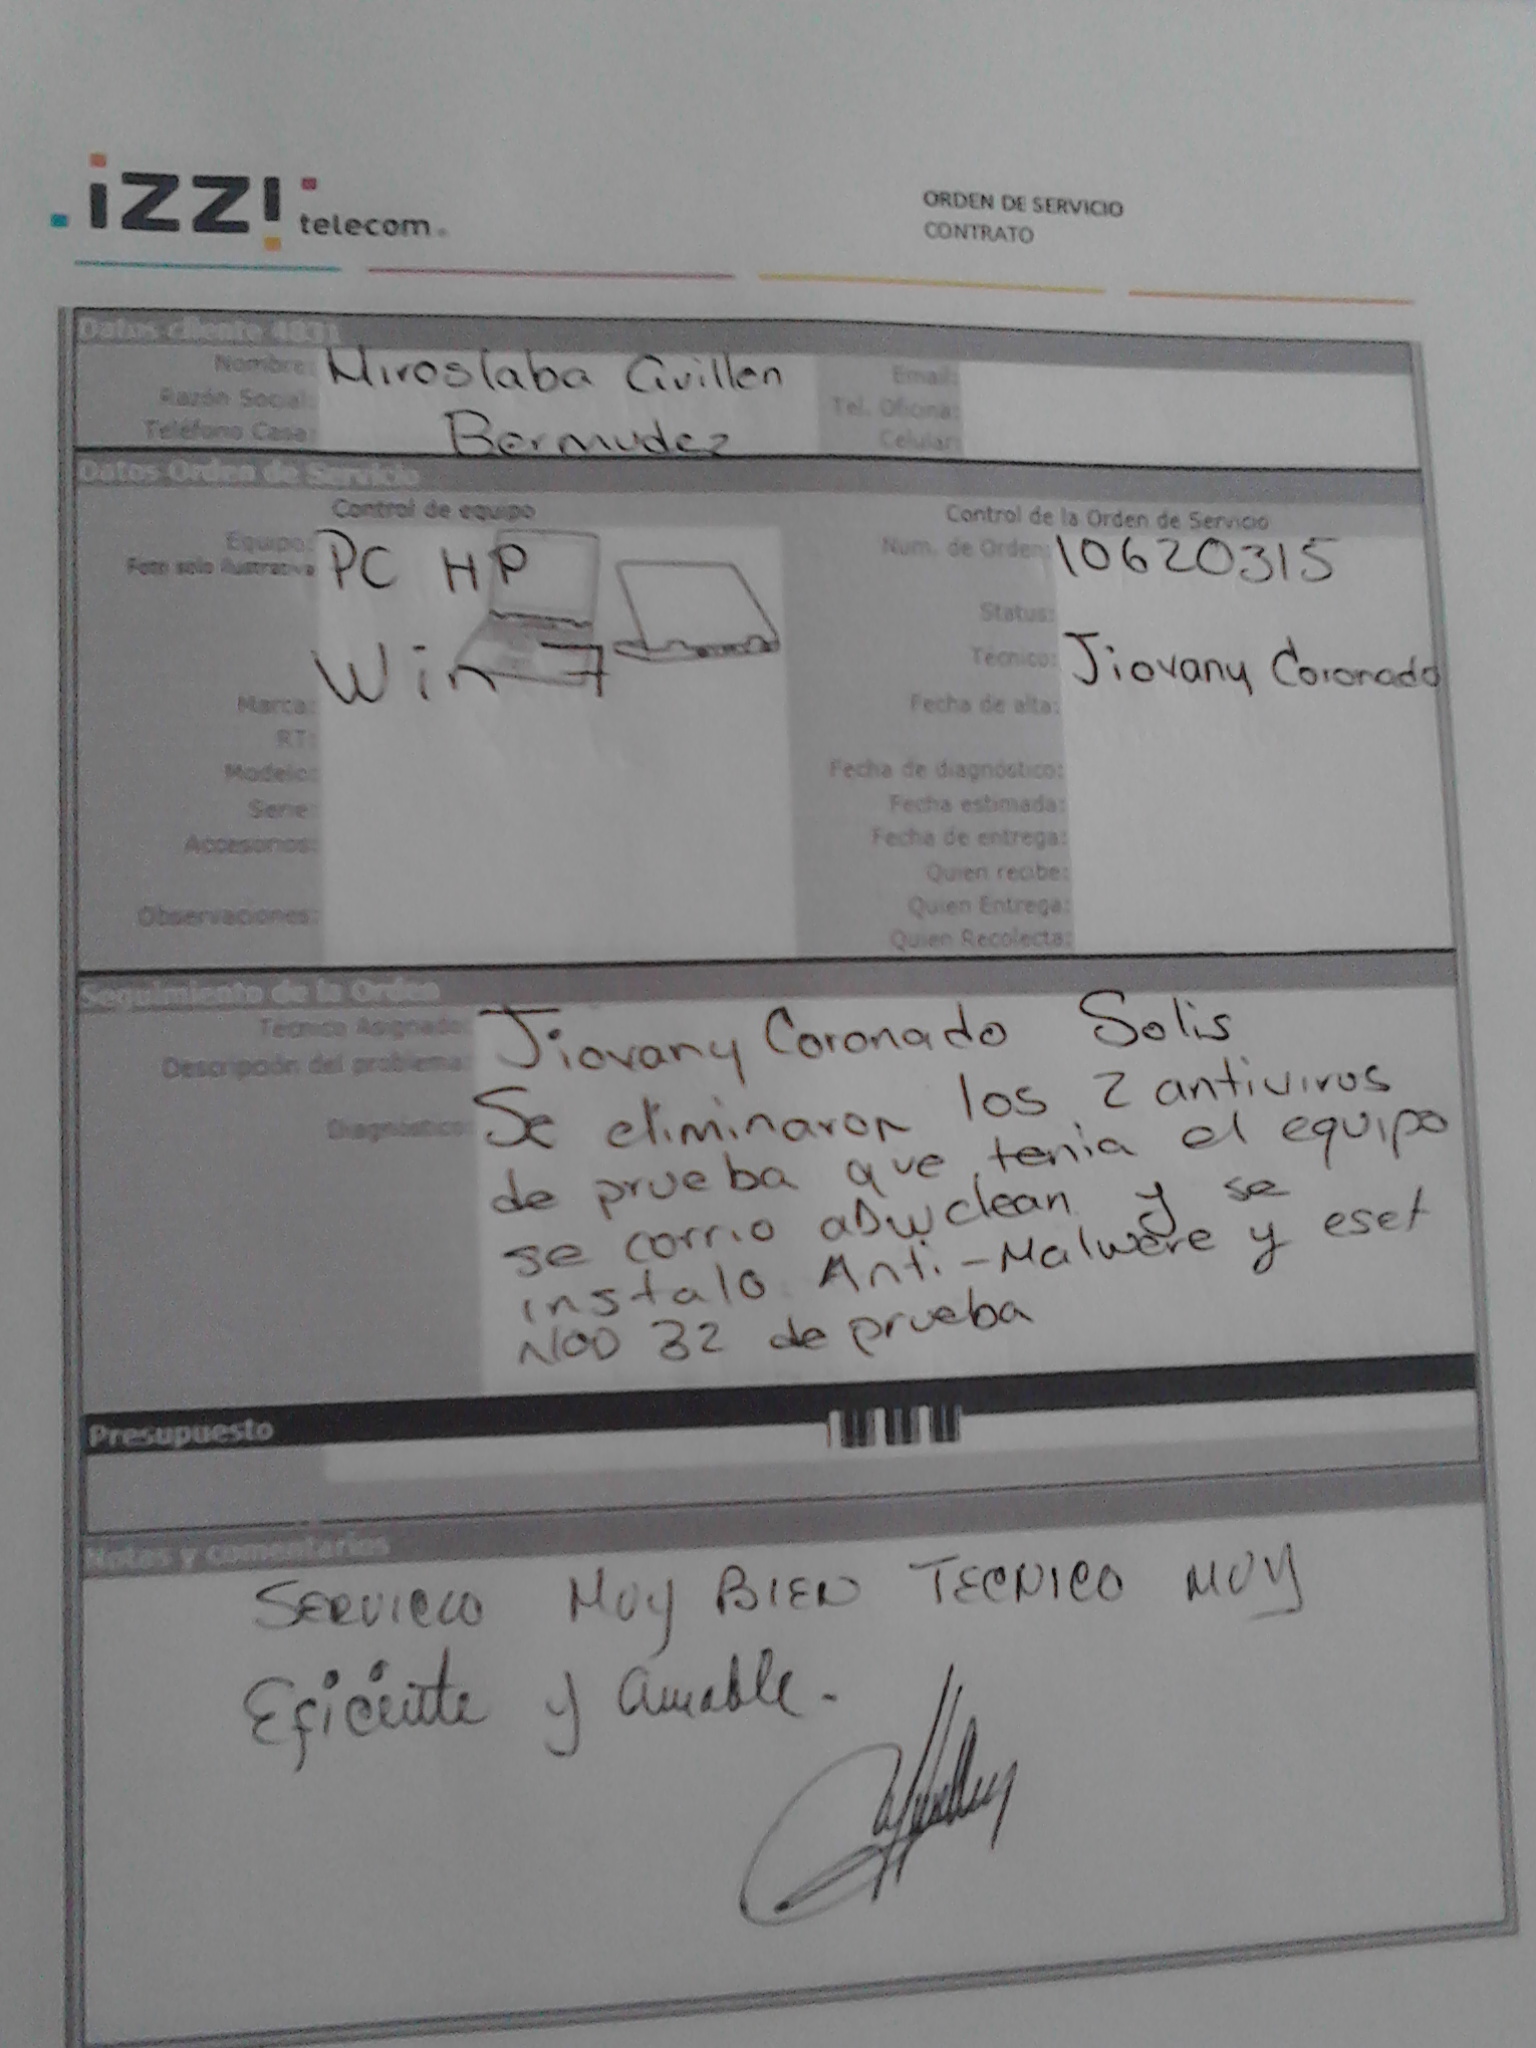 izzi telecom
ORDEN DE SERVICIO
CONTRATO
Datos cliente 4831
Nombre: Miroslaba Guillen
Razón Social:
Teléfono Casa: Bermudez
Email:
Tel. Oficina:
Celular:
Datos Orden de Servicio
Control de equipo
Equipo: PC HP
Foto solo ilustrativa
Win 7
Marca:
RT:
Modelo:
Serie:
Accesorios:
Observaciones:
Control de la Orden de Servicio
Num. de Orden: 10620315
Status:
Técnico: Jiovany Coronado
Fecha de alta:
Fecha de diagnóstico:
Fecha estimada:
Fecha de entrega:
Quien recibe:
Quien Entrega:
Quien Recolecta:
Seguimiento de la Orden
Técnico Asignado: Jiovany Coronado Solis
Descripción del problema:
Diagnóstico: Se eliminaron los 2 antivirus
de prueba que tenia el equipo
se corrio aDwclean y se
instalo Anti-Malwere y eset
NOD 32 de prueba
Presupuesto
Notas y comentarios
SERVICIO MUY BIEN TECNICO MUY
Eficiente y amable.